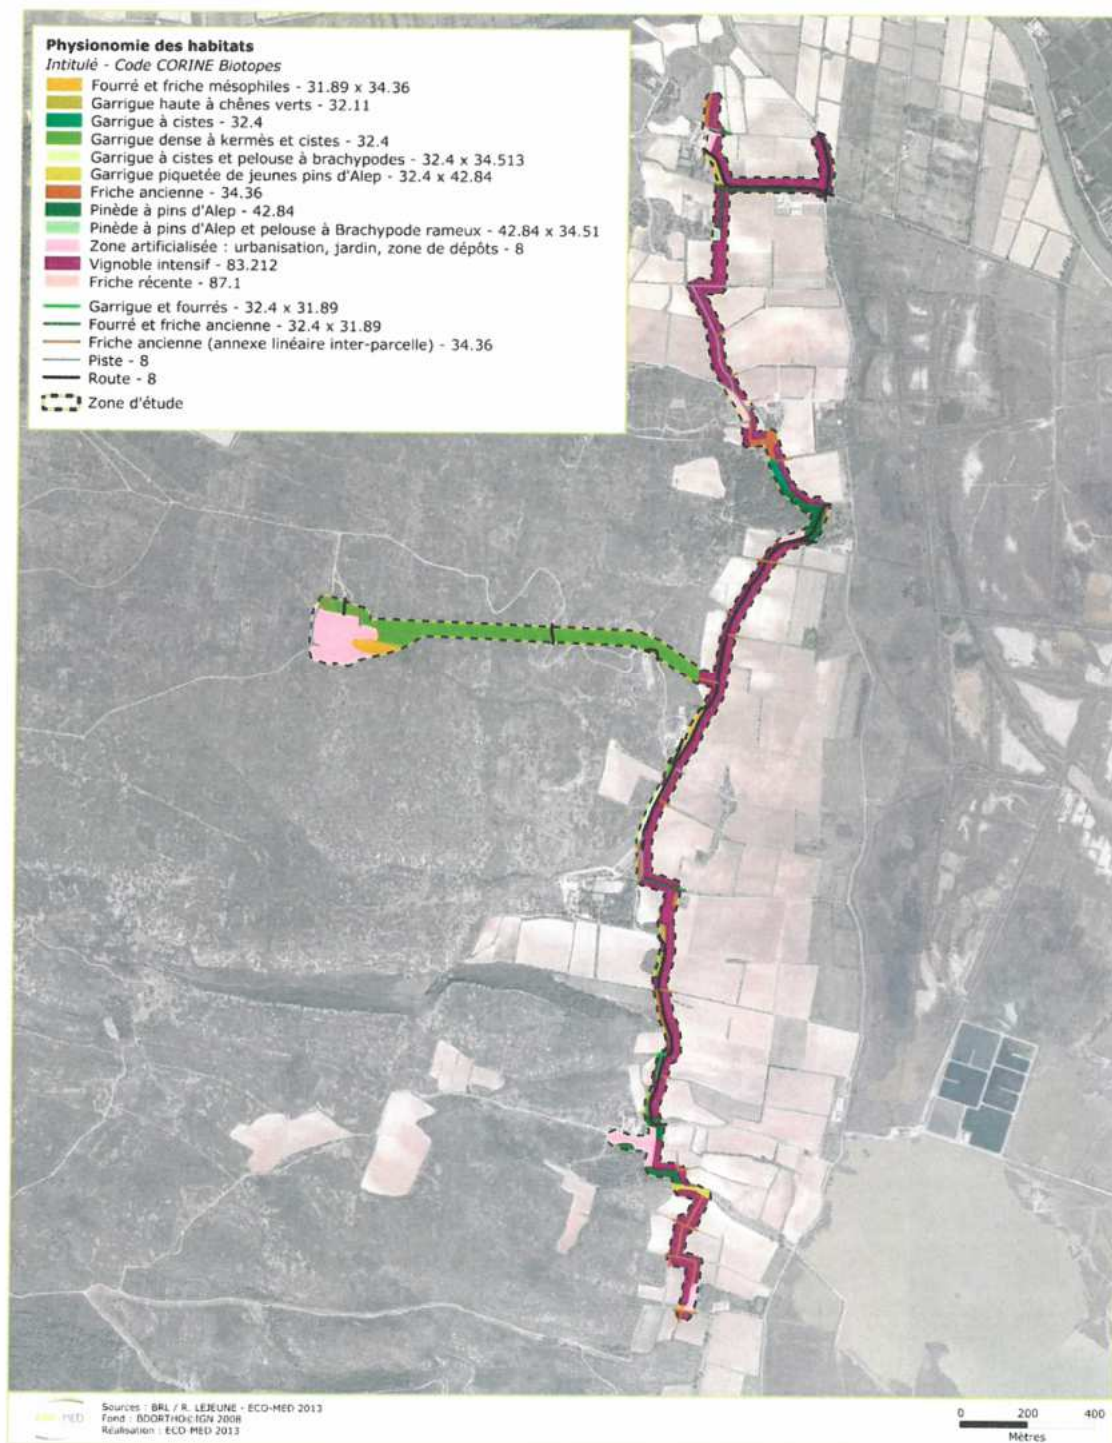 Physionomie des habitats
Intitulé - Code CORINE Biotopes
Fourré et friche mésophiles - 31.89 x 34.36
Garrigue haute à chênes verts - 32.11
Garrigue à cistes - 32.4
Garrigue dense à kermès et cistes - 32.4
Garrigue à cistes et pelouse à brachypodes - 32.4 x 34.513
Garrigue piquetée de jeunes pins d'Alep - 32.4 x 42.84
Friche ancienne - 34.36
Pinède à pins d'Alep - 42.84
Pinède à pins d'Alep et pelouse à Brachypode rameux - 42.84 x 34.51
Zone artificialisée : urbanisation, jardin, zone de dépôts - 8
Vignoble intensif - 83.212
Friche récente - 87.1
Garrigue et fourrés - 32.4 x 31.89
Fourré et friche ancienne - 32.4 x 31.89
Friche ancienne (annexe linéaire inter-parcelle) - 34.36
Piste - 8
Route - 8
Zone d'étude
Sources : BRL / R. LEJEUNE - ECO-MED 2013
Fond : BDORTHO©IGN 2008
Réalisation : ECO-MED 2013
0 200 400
Mètres